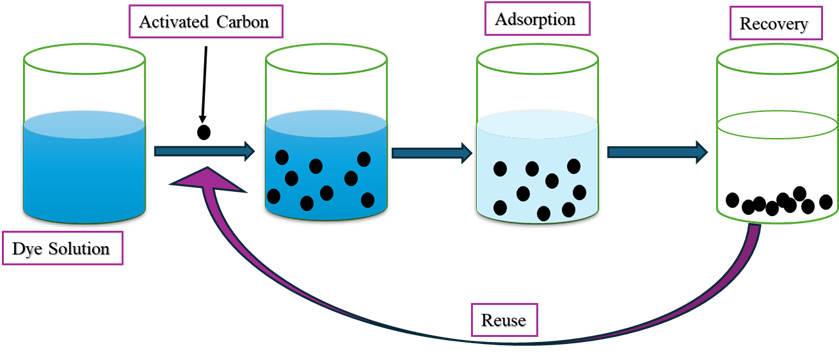 Activated Carbon
Adsorption
Recovery
Dye Solution
Reuse